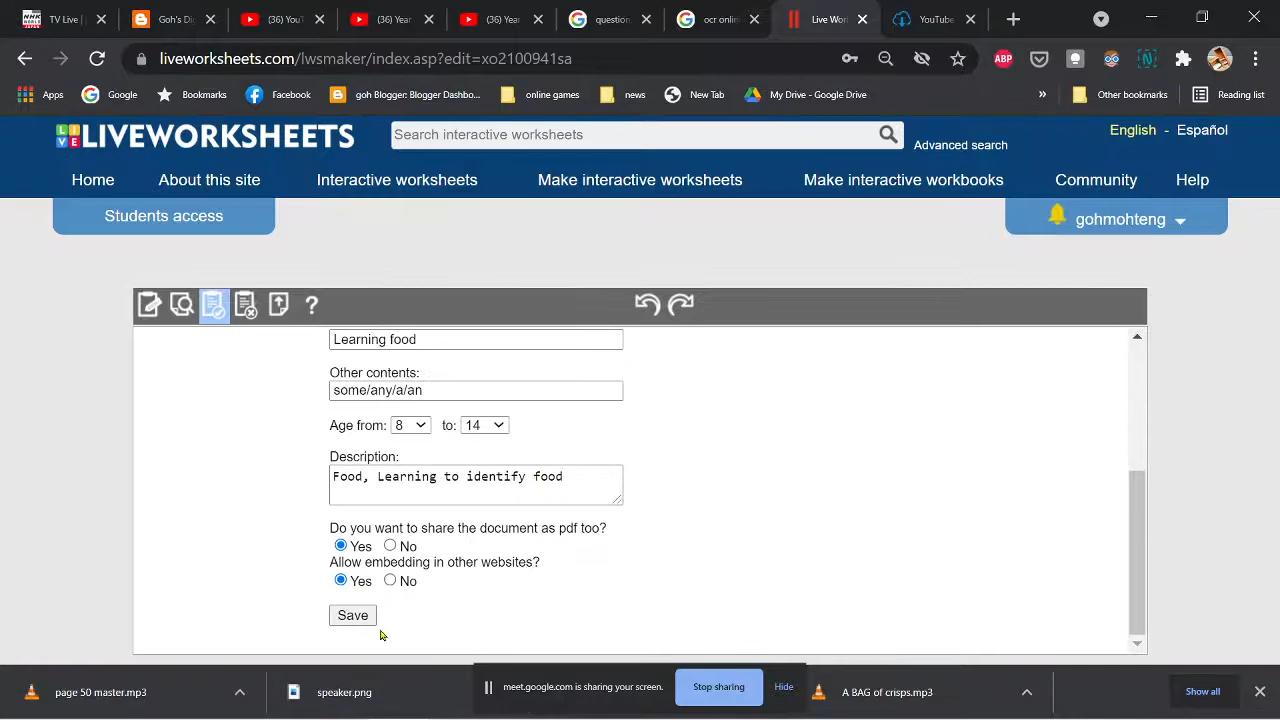 TV Live |
Goh's Di
(36) YouT
(36) Year
(36) Year
question
ocr onlin
Live Worl
YouTube
liveworksheets.com/lwsmaker/index.asp?edit=xo2100941sa
ABP
Apps
Google
Bookmarks
Facebook
goh Blogger: Blogger Dashbo...
online games
news
New Tab
My Drive - Google Drive
»
Other bookmarks
Reading list
LIVEWORKSHEETS
Search interactive worksheets
Advanced search
English - Español
Home
About this site
Interactive worksheets
Make interactive worksheets
Make interactive workbooks
Community
Help
Students access
gohmohteng
?
Learning food
Other contents:
some/any/a/an
Age from: 8 to: 14
Description:
Food, Learning to identify food
Do you want to share the document as pdf too?
Yes No
Allow embedding in other websites?
Yes No
Save
page 50 master.mp3
speaker.png
meet.google.com is sharing your screen.
Stop sharing
Hide
A BAG of crisps.mp3
Show all